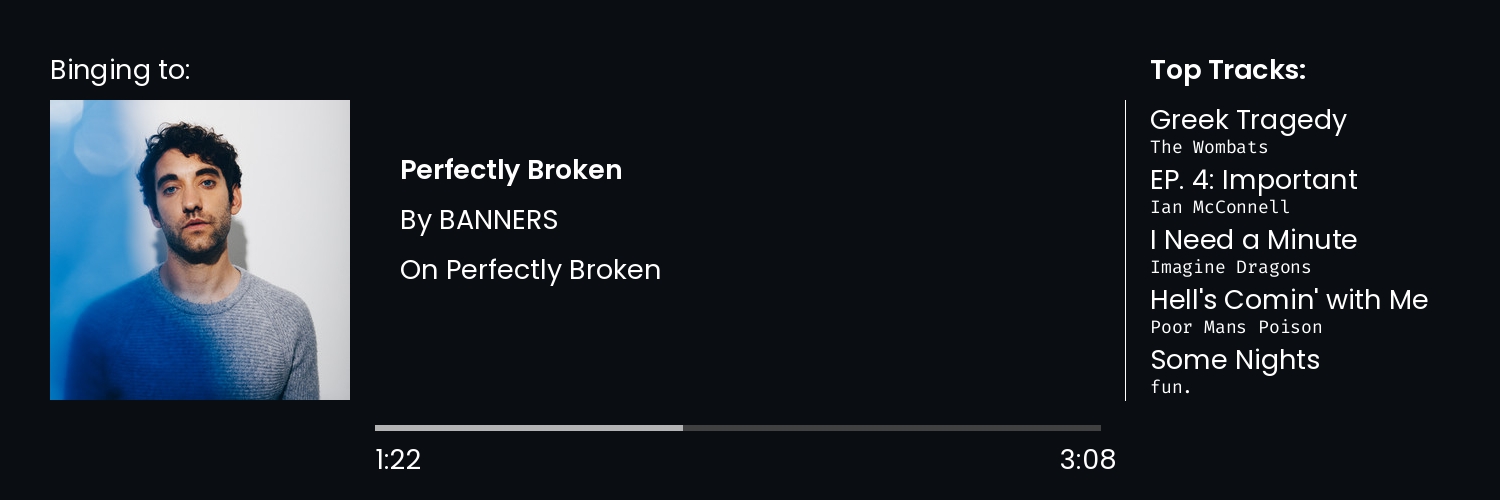 Binging to:
Perfectly Broken
By BANNERS
On Perfectly Broken
1:22
3:08
Top Tracks:
Greek Tragedy
The Wombats
EP. 4: Important
Ian McConnell
I Need a Minute
Imagine Dragons
Hell's Comin' with Me
Poor Mans Poison
Some Nights
fun.